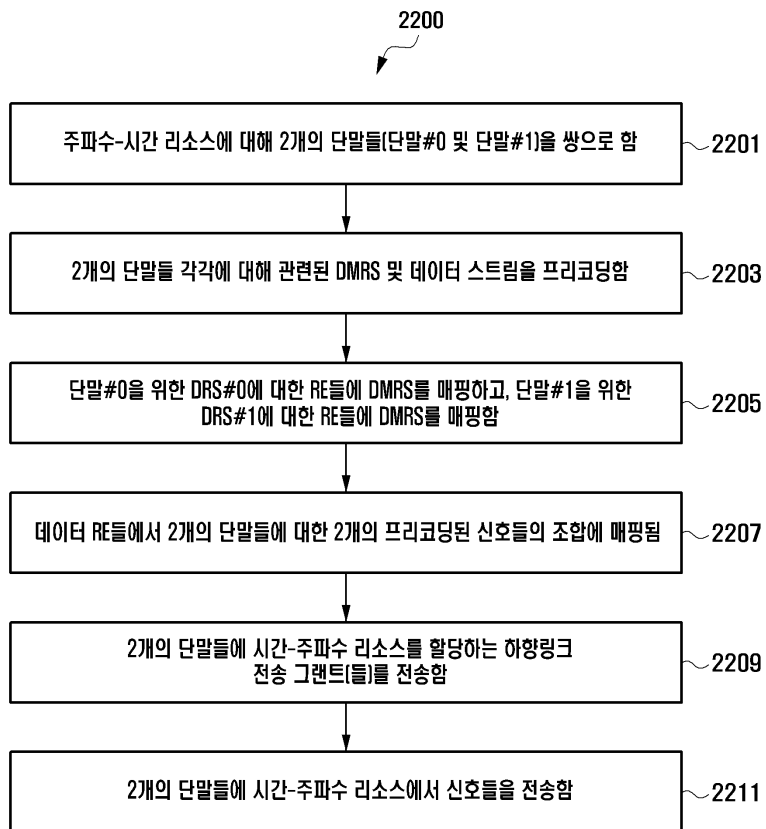 2200
주파수-시간 리소스에 대해 2개의 단말들(단말#0 및 단말#1)을 쌍으로 함
2201
2개의 단말들 각각에 대해 관련된 DMRS 및 데이터 스트림을 프리코딩함
2203
단말#0을 위한 DRS#0에 대한 RE들에 DMRS를 매핑하고, 단말#1을 위한
DRS#1에 대한 RE들에 DMRS를 매핑함
2205
데이터 RE들에서 2개의 단말들에 대한 2개의 프리코딩된 신호들의 조합에 매핑됨
2207
2개의 단말들에 시간-주파수 리소스를 할당하는 하향링크
전송 그랜트(들)를 전송함
2209
2개의 단말들에 시간-주파수 리소스에서 신호들을 전송함
2211